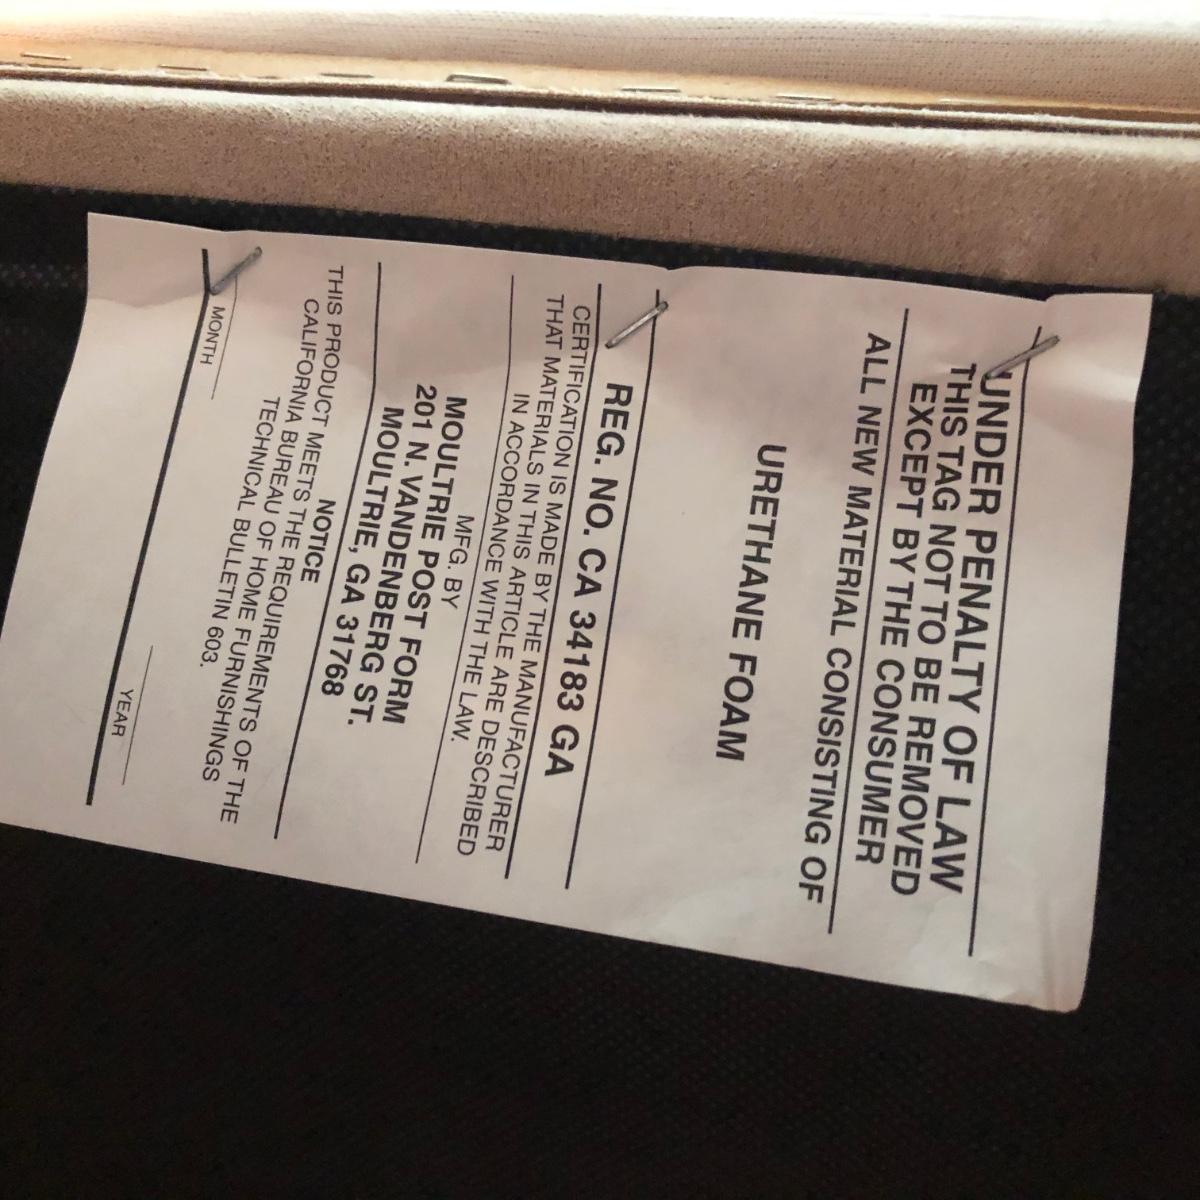 UNDER PENALTY OF LAW
THIS TAG NOT TO BE REMOVED
EXCEPT BY THE CONSUMER
ALL NEW MATERIAL CONSISTING OF
URETHANE FOAM
REG. NO. CA 34183 GA
CERTIFICATION IS MADE BY THE MANUFACTURER
THAT MATERIALS IN THIS ARTICLE ARE DESCRIBED
IN ACCORDANCE WITH THE LAW.
MFG. BY
MOULTRIE POST FORM
201 N. VANDENBERG ST.
MOULTRIE, GA 31768
NOTICE
THIS PRODUCT MEETS THE REQUIREMENTS OF THE
CALIFORNIA BUREAU OF HOME FURNISHINGS
TECHNICAL BULLETIN 603.
MONTH YEAR